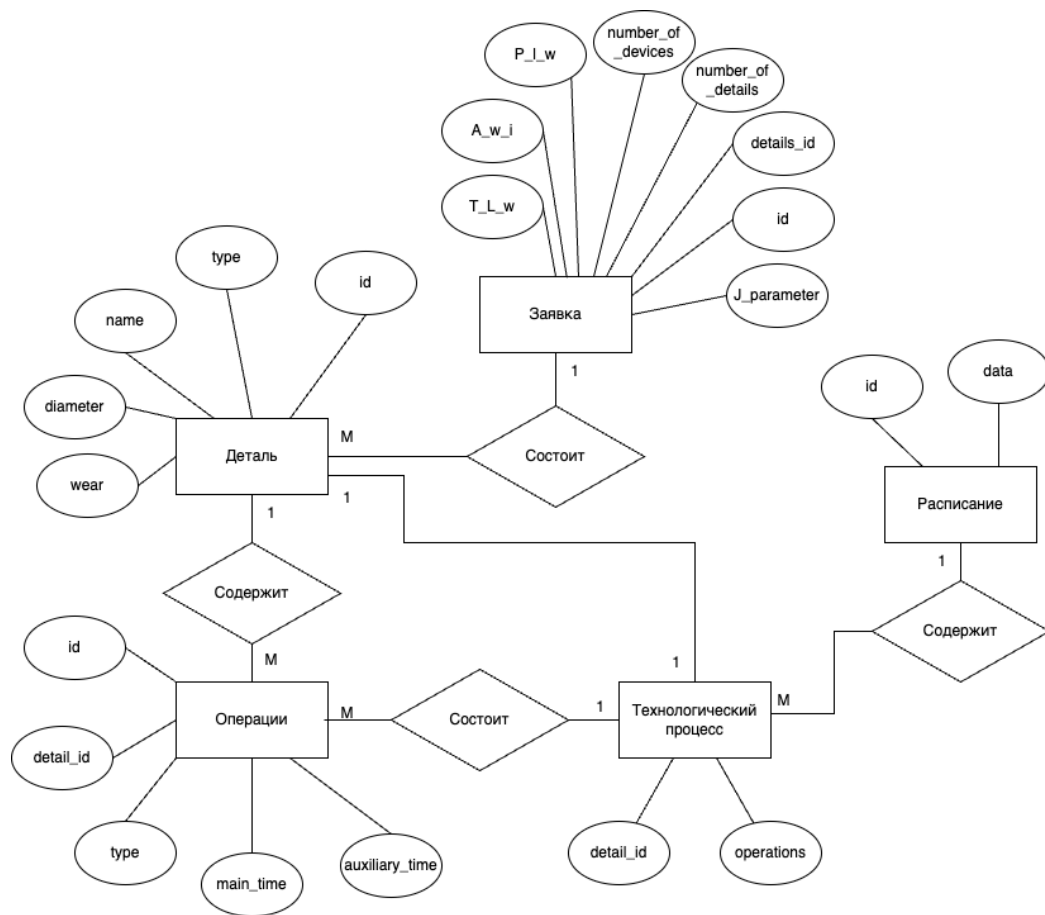 number_of
_devices
P_l_w
number_of
_details
A_w_i
details_id
T_L_w
id
type
id
J_parameter
Заявка
name
1
data
id
diameter
M
Деталь
Состоит
wear
1
1
Расписание
1
Содержит
Содержит
id
M
1
M
Операции
M
Состоит
1
Технологический
процесс
detail_id
type
main_time
auxiliary_time
detail_id
operations